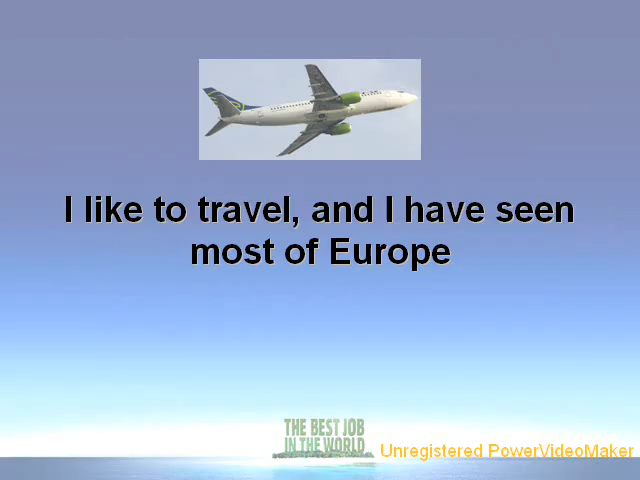 I like to travel, and I have seen
most of Europe
THE BEST JOB
IN THE WORLD
Unregistered PowerVideoMaker